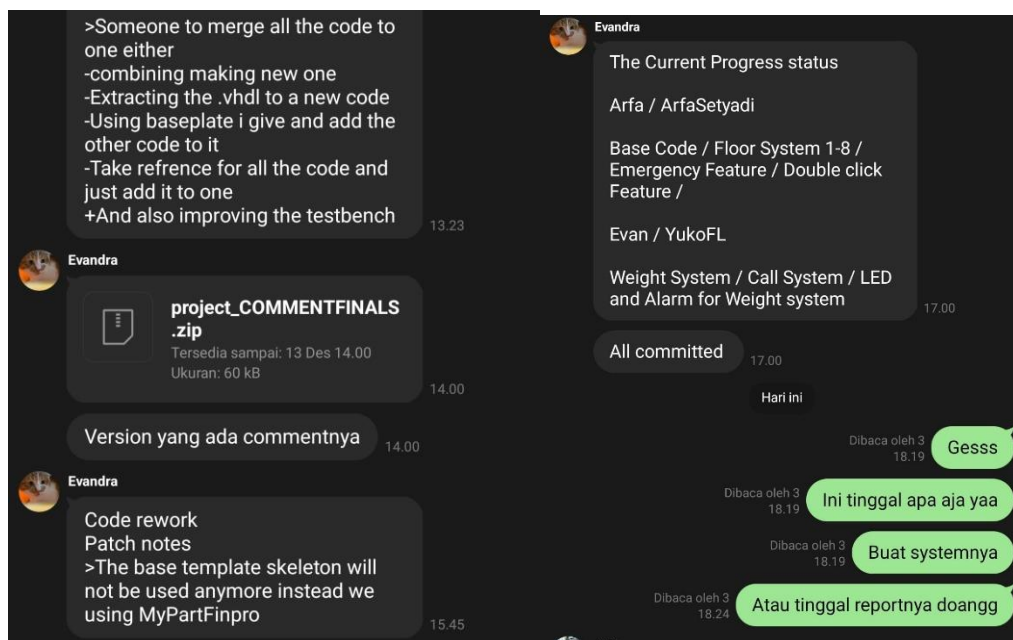 >Someone to merge all the code to
one either
-combining making new one
-Extracting the .vhdl to a new code
-Using baseplate i give and add the
other code to it
-Take refrence for all the code and
just add it to one
+And also improving the testbench
13.23
Evandra
project_COMMENTFINALS
.zip
Tersedia sampai: 13 Des 14.00
Ukuran: 60 kB
14.00
Version yang ada commentnya
14.00
Evandra
Code rework
Patch notes
>The base template skeleton will
not be used anymore instead we
using MyPartFinpro
15.45
Evandra
The Current Progress status
Arfa / ArfaSetyadi
Base Code / Floor System 1-8 /
Emergency Feature / Double click
Feature /
Evan / YukoFL
Weight System / Call System / LED
and Alarm for Weight system
17.00
All committed
17.00
Hari ini
Dibaca oleh 3
18.19
Gesss
Dibaca oleh 3
18.19
Ini tinggal apa aja yaa
Dibaca oleh 3
18.19
Buat systemnya
Dibaca oleh 3
18.24
Atau tinggal reportnya doangg